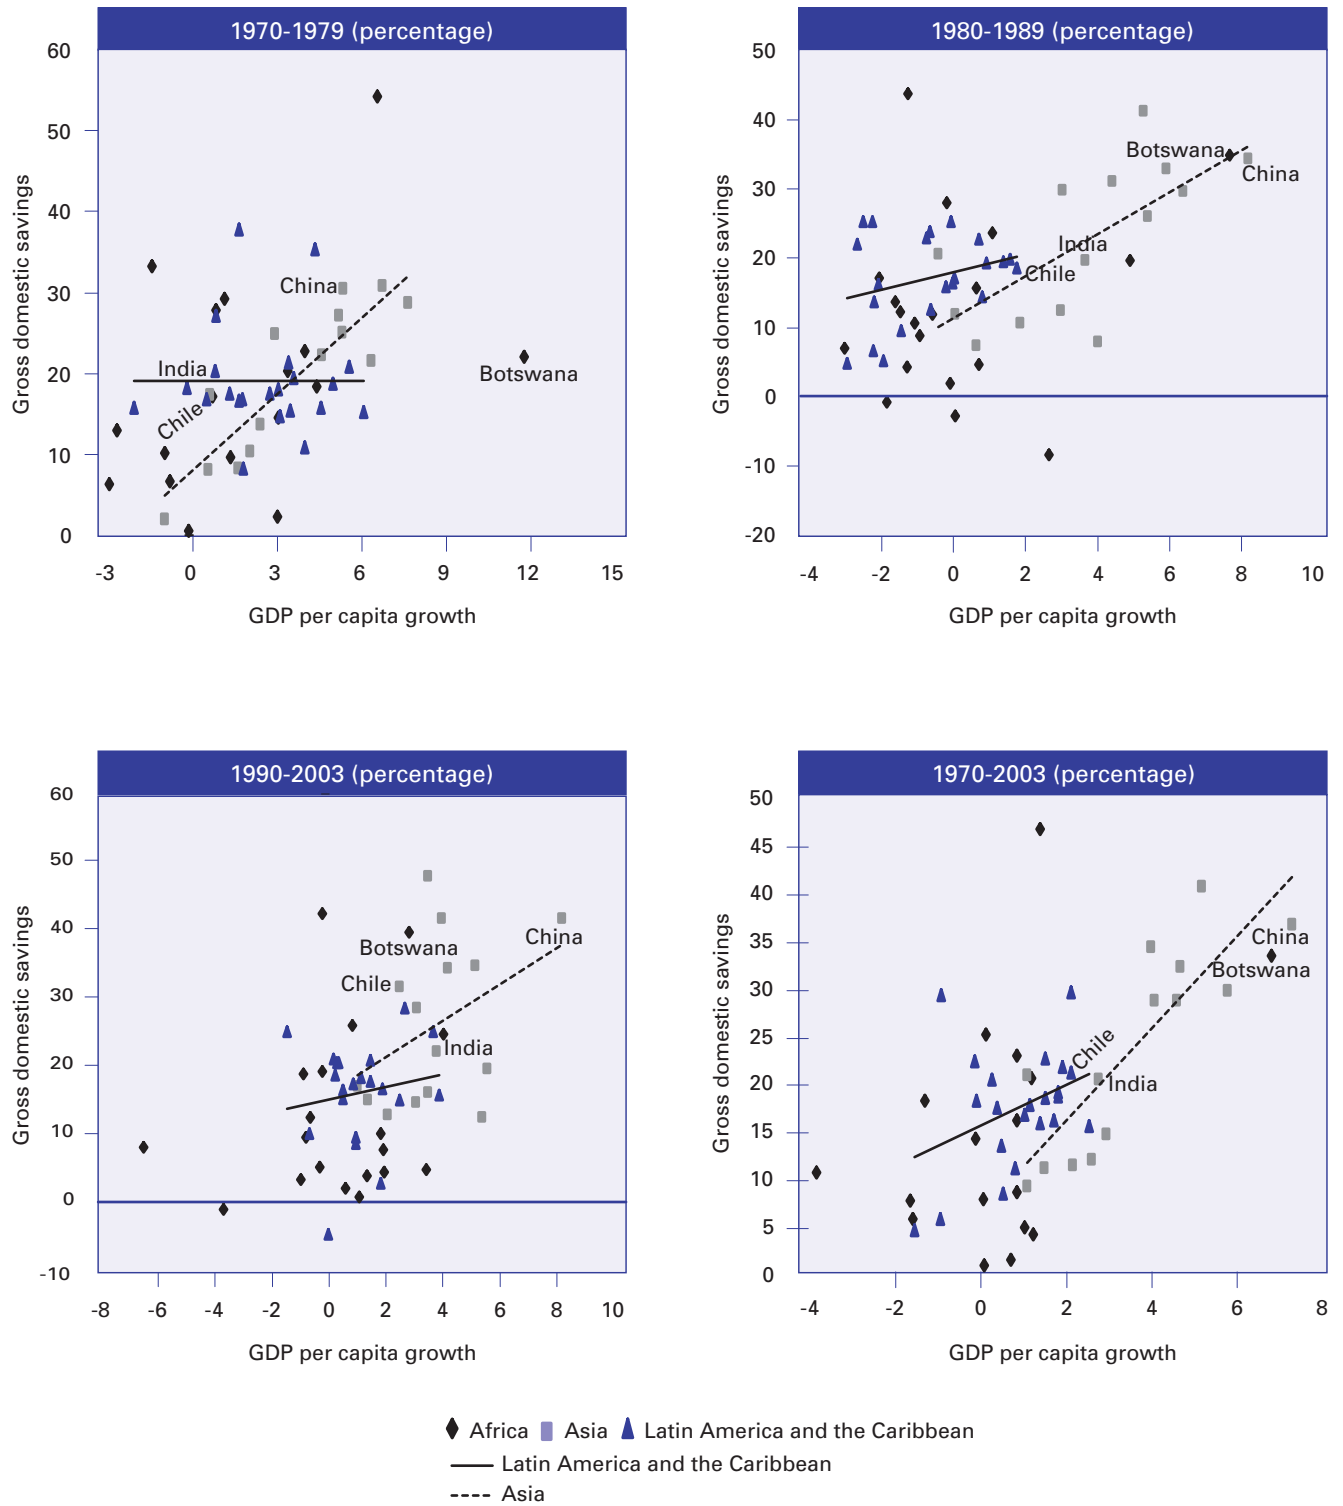 1970-1979 (percentage)
60
50
40
30
20
10
0
Gross domestic savings
China
India
Chile
Botswana
-3 0 3 6 9 12 15
GDP per capita growth
1980-1989 (percentage)
50
40
30
20
10
0
-10
-20
Gross domestic savings
Botswana
China
India
Chile
-4 -2 0 2 4 6 8 10
GDP per capita growth
1990-2003 (percentage)
60
50
40
30
20
10
0
-10
Gross domestic savings
Botswana
China
Chile
India
-8 -6 -4 -2 0 2 4 6 8 10
GDP per capita growth
1970-2003 (percentage)
50
45
40
35
30
25
20
15
10
5
0
Gross domestic savings
China
Botswana
Chile
India
-4 -2 0 2 4 6 8
GDP per capita growth
Africa Asia Latin America and the Caribbean
Latin America and the Caribbean
Asia